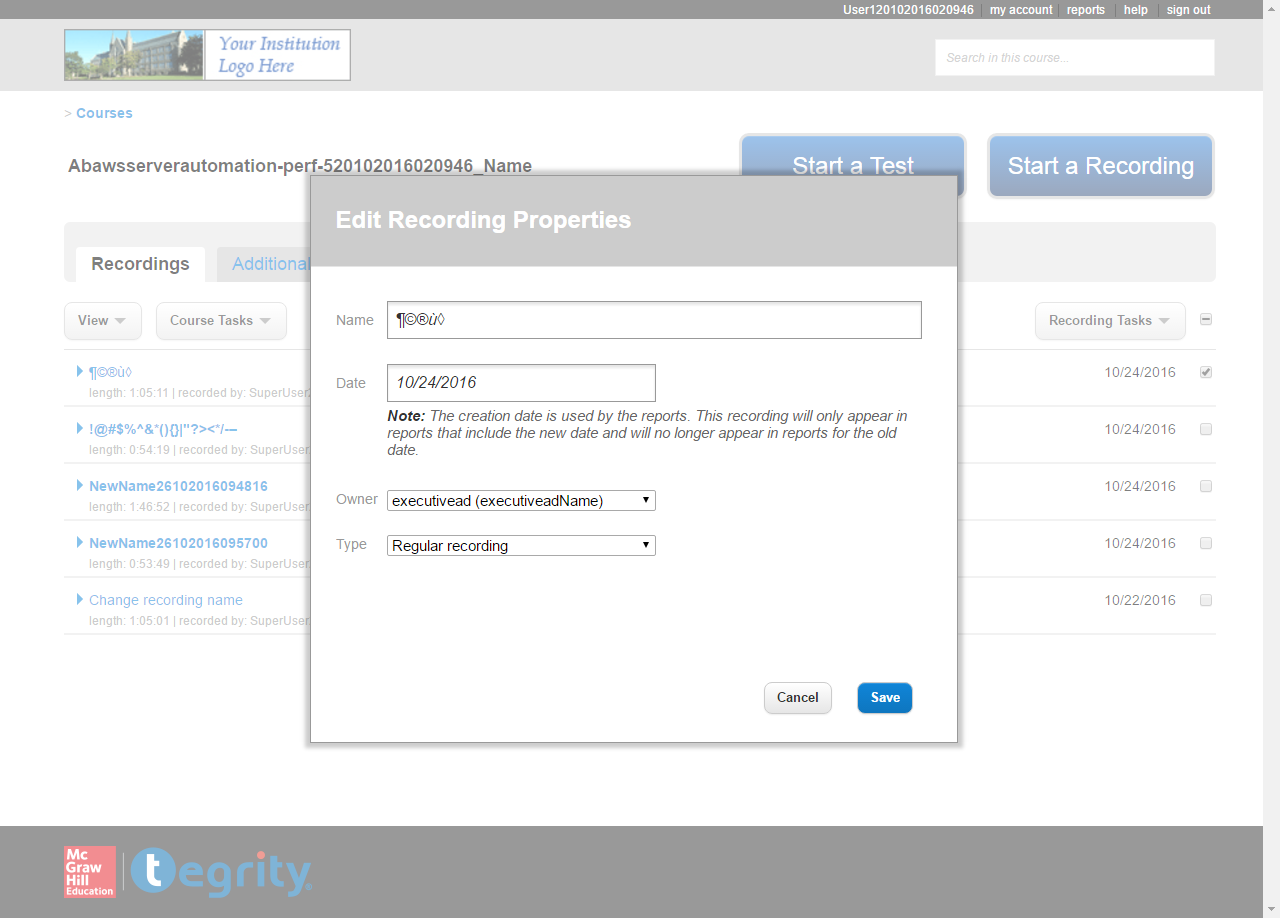 User120102016020946 | my account | reports | help | sign out
Your Institution
Logo Here
Search in this course...
> Courses
Abawsserverautomation-perf-520102016020946_Name
Start a Test
Start a Recording
Edit Recording Properties
Recordings
Additional
View
Course Tasks
Recording Tasks
Name
¶©®ù◊
Date
10/24/2016
Note: The creation date is used by the reports. This recording will only appear in
reports that include the new date and will no longer appear in reports for the old
date.
Owner
executivead (executiveadName)
Type
Regular recording
Cancel
Save
¶©®ù◊
10/24/2016
length: 1:05:11 | recorded by: SuperUser
!@#$%^&*(){}|"?><*/---
10/24/2016
length: 0:54:19 | recorded by: SuperUser
NewName26102016094816
10/24/2016
length: 1:46:52 | recorded by: SuperUser
NewName26102016095700
10/24/2016
length: 0:53:49 | recorded by: SuperUser
Change recording name
10/22/2016
length: 1:05:01 | recorded by: SuperUser
Mc
Graw
Hill
Education
tegrity